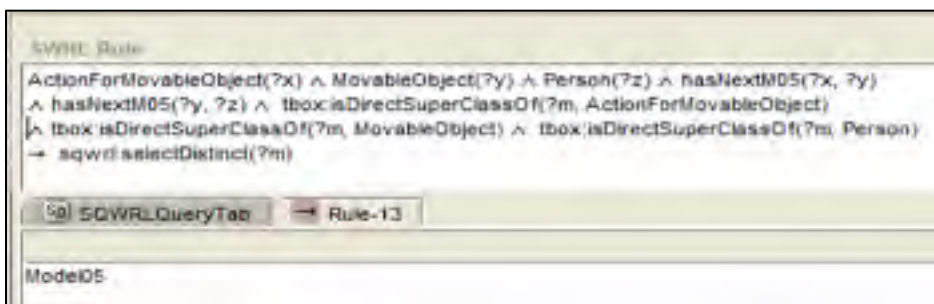 SWRL Rule
ActionForMovableObject(?x) ∧ MovableObject(?y) ∧ Person(?z) ∧ hasNextM05(?x, ?y)
∧ hasNextM05(?y, ?z) ∧ tbox:isDirectSuperClassOf(?m, ActionForMovableObject)
∧ tbox:isDirectSuperClassOf(?m, MovableObject) ∧ tbox:isDirectSuperClassOf(?m, Person)
→ sqwrl:selectDistinct(?m)
SQWRLQueryTab → Rule-13
Model05